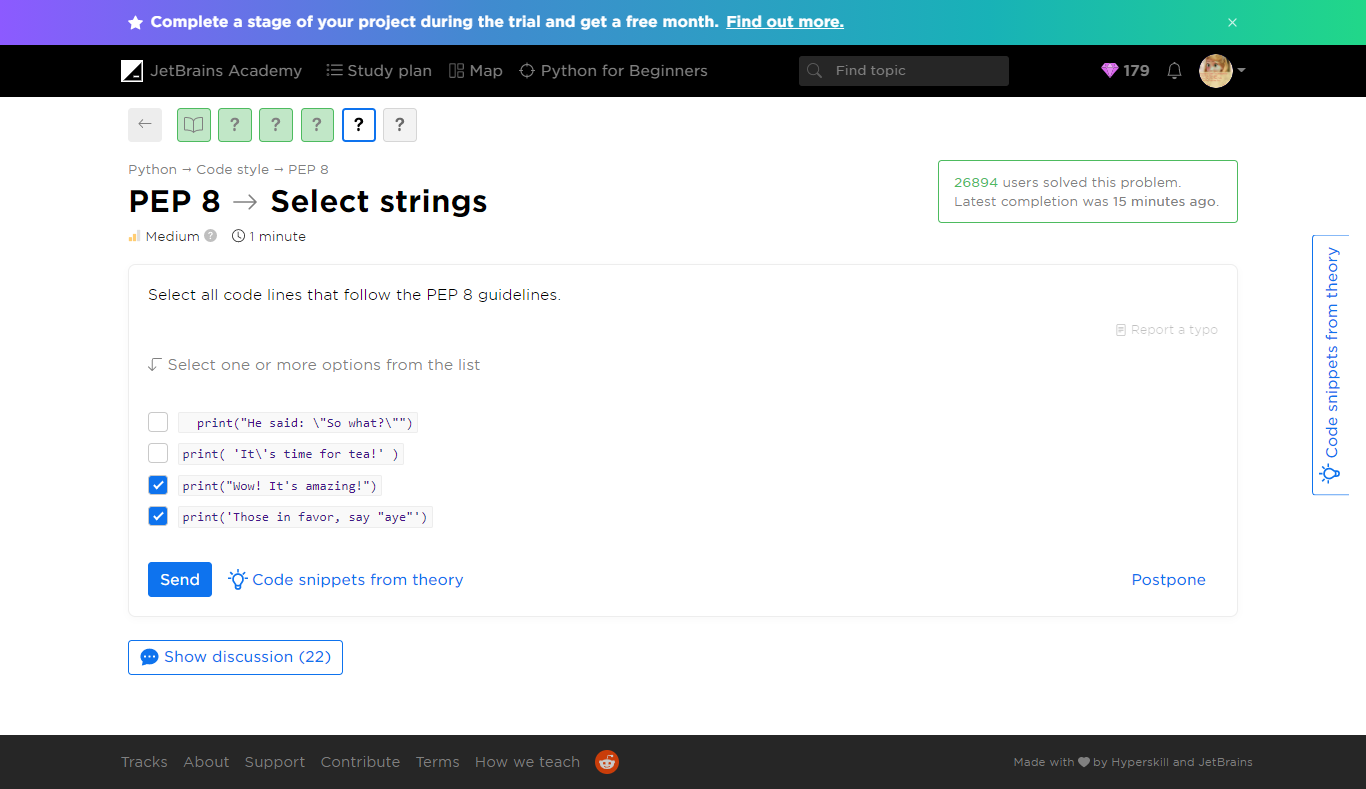 Complete a stage of your project during the trial and get a free month. Find out more.
JetBrains Academy Study plan Map Python for Beginners Find topic 179
? ? ? ? ?
Python → Code style → PEP 8
PEP 8 → Select strings
Medium ? 1 minute
26894 users solved this problem.
Latest completion was 15 minutes ago.
Select all code lines that follow the PEP 8 guidelines.
Report a typo
Select one or more options from the list
print("He said: \"So what?\"")
print( 'It\'s time for tea!' )
print("Wow! It's amazing!")
print('Those in favor, say "aye"')
Send Code snippets from theory Postpone
Code snippets from theory
Show discussion (22)
Tracks About Support Contribute Terms How we teach Made with by Hyperskill and JetBrains